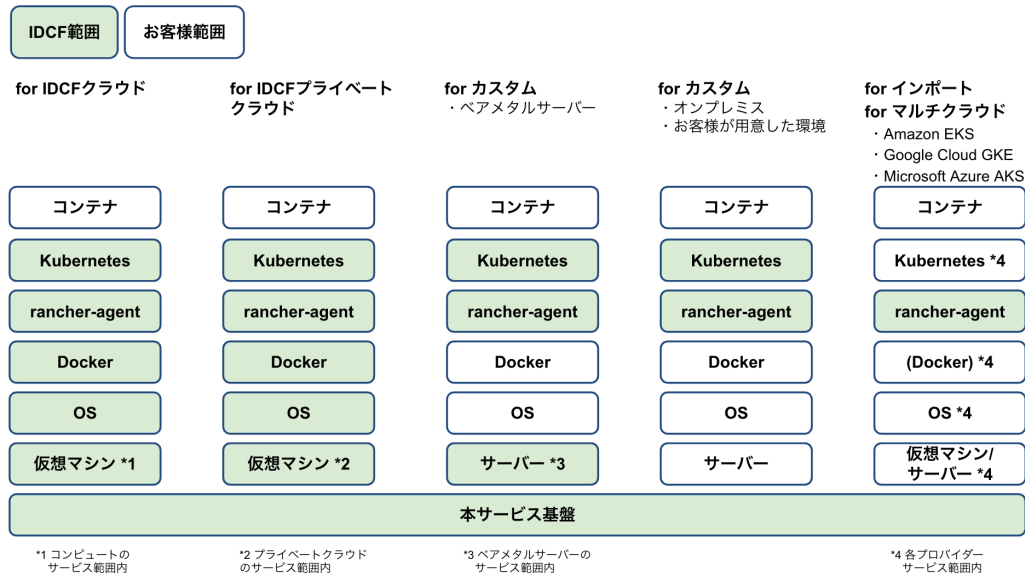 IDCF範囲
お客様範囲
for IDCFクラウド
for IDCFプライベート
クラウド
for カスタム
・ベアメタルサーバー
for カスタム
・オンプレミス
・お客様が用意した環境
for インポート
for マルチクラウド
・Amazon EKS
・Google Cloud GKE
・Microsoft Azure AKS
コンテナ
コンテナ
コンテナ
コンテナ
コンテナ
Kubernetes
Kubernetes
Kubernetes
Kubernetes
Kubernetes *4
rancher-agent
rancher-agent
rancher-agent
rancher-agent
rancher-agent
Docker
Docker
Docker
Docker
(Docker) *4
OS
OS
OS
OS
OS *4
仮想マシン *1
仮想マシン *2
サーバー *3
サーバー
仮想マシン/
サーバー *4
本サービス基盤
*1 コンピュートの
サービス範囲内
*2 プライベートクラウド
のサービス範囲内
*3 ベアメタルサーバーの
サービス範囲内
*4 各プロバイダー
サービス範囲内